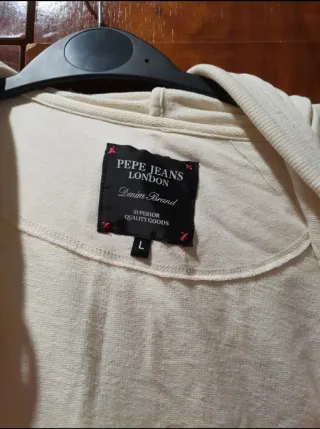 PEPE JEANS
LONDON
Denim Brand
SUPERIOR
QUALITY GOODS
L